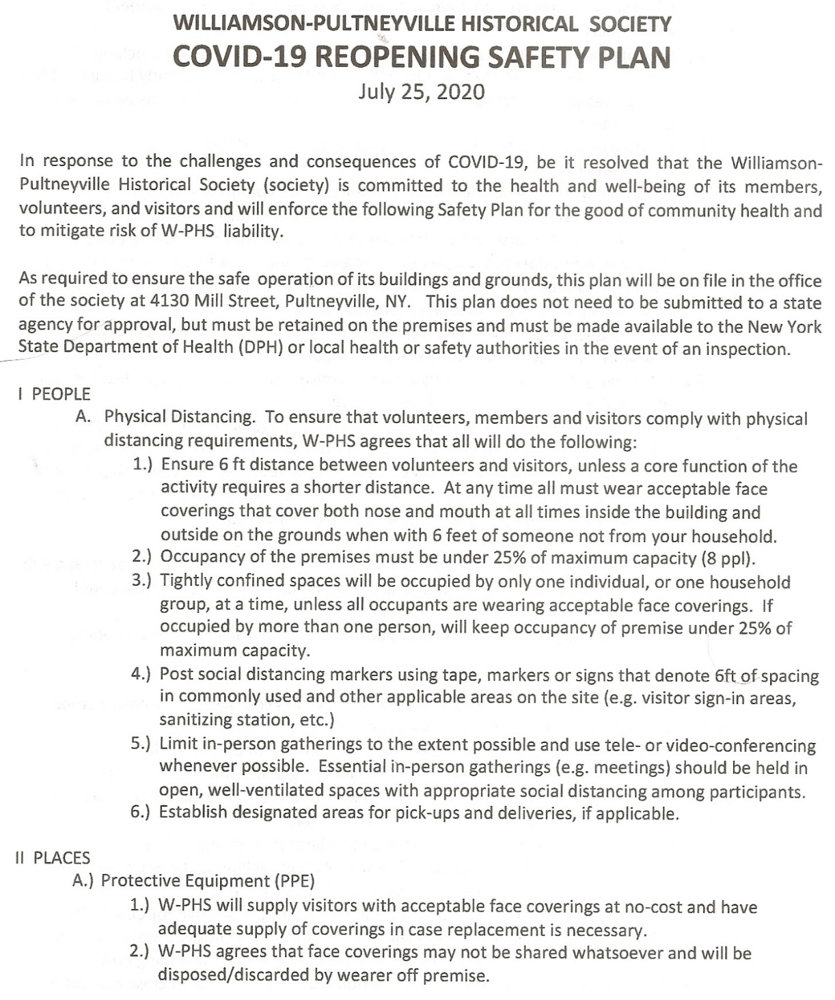 WILLIAMSON-PULTNEYVILLE HISTORICAL SOCIETY
COVID-19 REOPENING SAFETY PLAN
July 25, 2020
In response to the challenges and consequences of COVID-19, be it resolved that the Williamson-
Pultneyville Historical Society (society) is committed to the health and well-being of its members,
volunteers, and visitors and will enforce the following Safety Plan for the good of community health and
to mitigate risk of W-PHS liability.
As required to ensure the safe operation of its buildings and grounds, this plan will be on file in the office
of the society at 4130 Mill Street, Pultneyville, NY. This plan does not need to be submitted to a state
agency for approval, but must be retained on the premises and must be made available to the New York
State Department of Health (DPH) or local health or safety authorities in the event of an inspection.
I PEOPLE
A. Physical Distancing. To ensure that volunteers, members and visitors comply with physical
distancing requirements, W-PHS agrees that all will do the following:
1.) Ensure 6 ft distance between volunteers and visitors, unless a core function of the
activity requires a shorter distance. At any time all must wear acceptable face
coverings that cover both nose and mouth at all times inside the building and
outside on the grounds when with 6 feet of someone not from your household.
2.) Occupancy of the premises must be under 25% of maximum capacity (8 ppl).
3.) Tightly confined spaces will be occupied by only one individual, or one household
group, at a time, unless all occupants are wearing acceptable face coverings. If
occupied by more than one person, will keep occupancy of premise under 25% of
maximum capacity.
4.) Post social distancing markers using tape, markers or signs that denote 6ft of spacing
in commonly used and other applicable areas on the site (e.g. visitor sign-in areas,
sanitizing station, etc.)
5.) Limit in-person gatherings to the extent possible and use tele- or video-conferencing
whenever possible. Essential in-person gatherings (e.g. meetings) should be held in
open, well-ventilated spaces with appropriate social distancing among participants.
6.) Establish designated areas for pick-ups and deliveries, if applicable.
II PLACES
A.) Protective Equipment (PPE)
1.) W-PHS will supply visitors with acceptable face coverings at no-cost and have
adequate supply of coverings in case replacement is necessary.
2.) W-PHS agrees that face coverings may not be shared whatsoever and will be
disposed/discarded by wearer off premise.